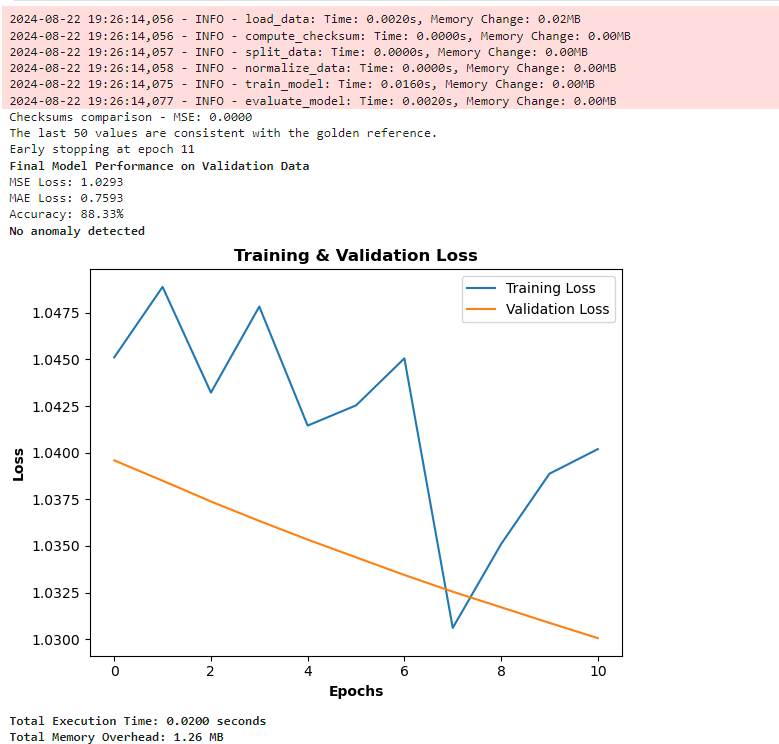 2024-08-22 19:26:14,056 - INFO - load_data: Time: 0.0020s, Memory Change: 0.02MB
2024-08-22 19:26:14,056 - INFO - compute_checksum: Time: 0.0000s, Memory Change: 0.00MB
2024-08-22 19:26:14,057 - INFO - split_data: Time: 0.0000s, Memory Change: 0.00MB
2024-08-22 19:26:14,058 - INFO - normalize_data: Time: 0.0000s, Memory Change: 0.00MB
2024-08-22 19:26:14,075 - INFO - train_model: Time: 0.0160s, Memory Change: 0.00MB
2024-08-22 19:26:14,077 - INFO - evaluate_model: Time: 0.0020s, Memory Change: 0.00MB
Checksums comparison - MSE: 0.0000
The last 50 values are consistent with the golden reference.
Early stopping at epoch 11
Final Model Performance on Validation Data
MSE Loss: 1.0293
MAE Loss: 0.7593
Accuracy: 88.33%
No anomaly detected
Training & Validation Loss
Training Loss
Validation Loss
1.0475
1.0450
1.0425
1.0400
1.0375
1.0350
1.0325
1.0300
Loss
0 2 4 6 8 10
Epochs
Total Execution Time: 0.0200 seconds
Total Memory Overhead: 1.26 MB